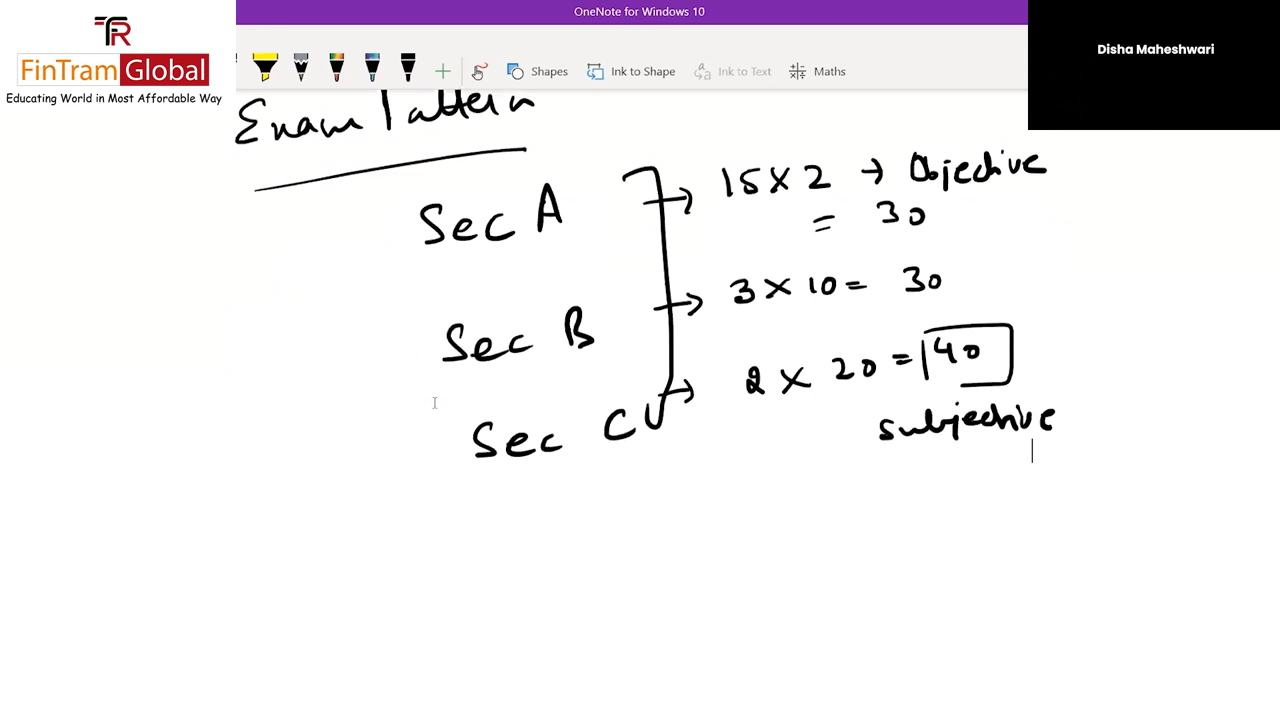 TR
FinTram Global
Educating World in Most Affordable Way
OneNote for Windows 10
Shapes
Ink to Shape
Ink to Text
Maths
Disha Maheshwari
Exam Pattern
Sec A → 15 × 2 → Objective
= 30
Sec B → 3 × 10 = 30
Sec C → 2 × 20 = 40
subjective